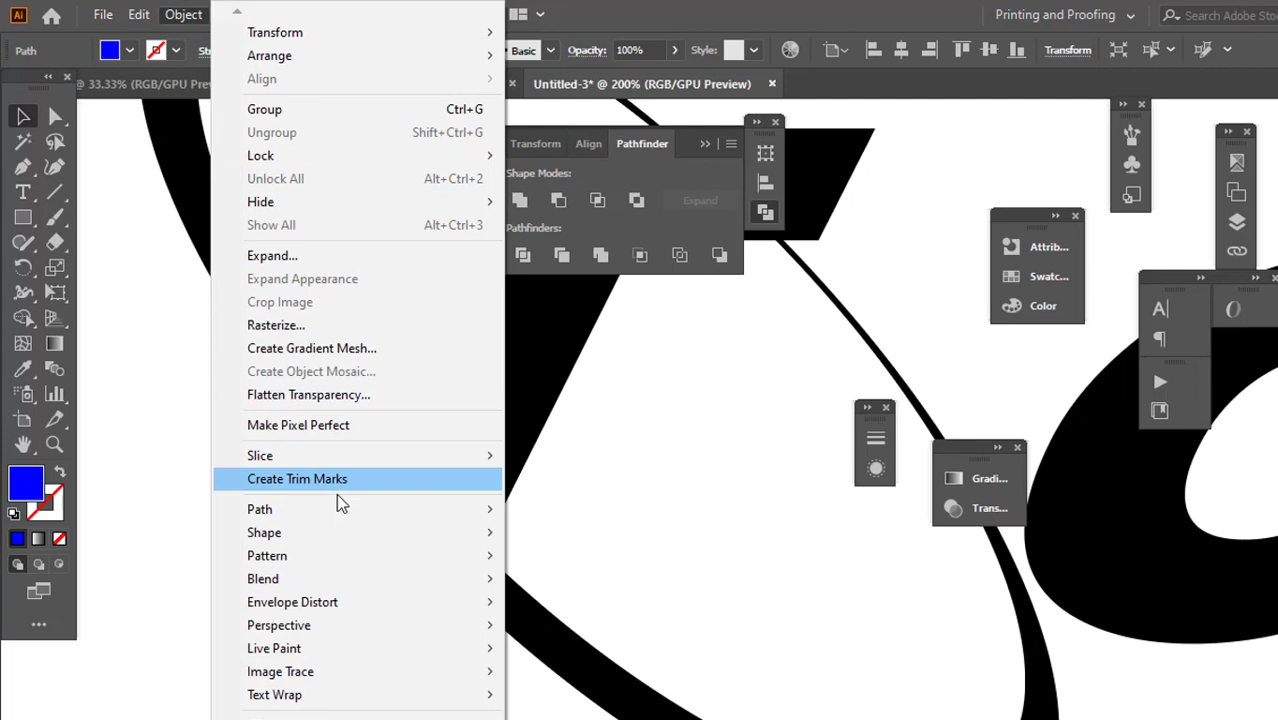 File Edit Object
Printing and Proofing
Search Adobe Sto
Path
Basic
Opacity: 100%
Style:
Transform
@ 33.33% (RGB/GPU Prev
Untitled-3* @ 200% (RGB/GPU Preview)
Transform
Arrange
Align
Group Ctrl+G
Ungroup Shift+Ctrl+G
Lock
Unlock All Alt+Ctrl+2
Hide
Show All Alt+Ctrl+3
Expand...
Expand Appearance
Crop Image
Rasterize...
Create Gradient Mesh...
Create Object Mosaic...
Flatten Transparency...
Make Pixel Perfect
Slice
Create Trim Marks
Path
Shape
Pattern
Blend
Envelope Distort
Perspective
Live Paint
Image Trace
Text Wrap
Transform Align Pathfinder
Shape Modes:
Expand
Pathfinders:
Attrib...
Swatc...
Color
Gradi...
Trans...